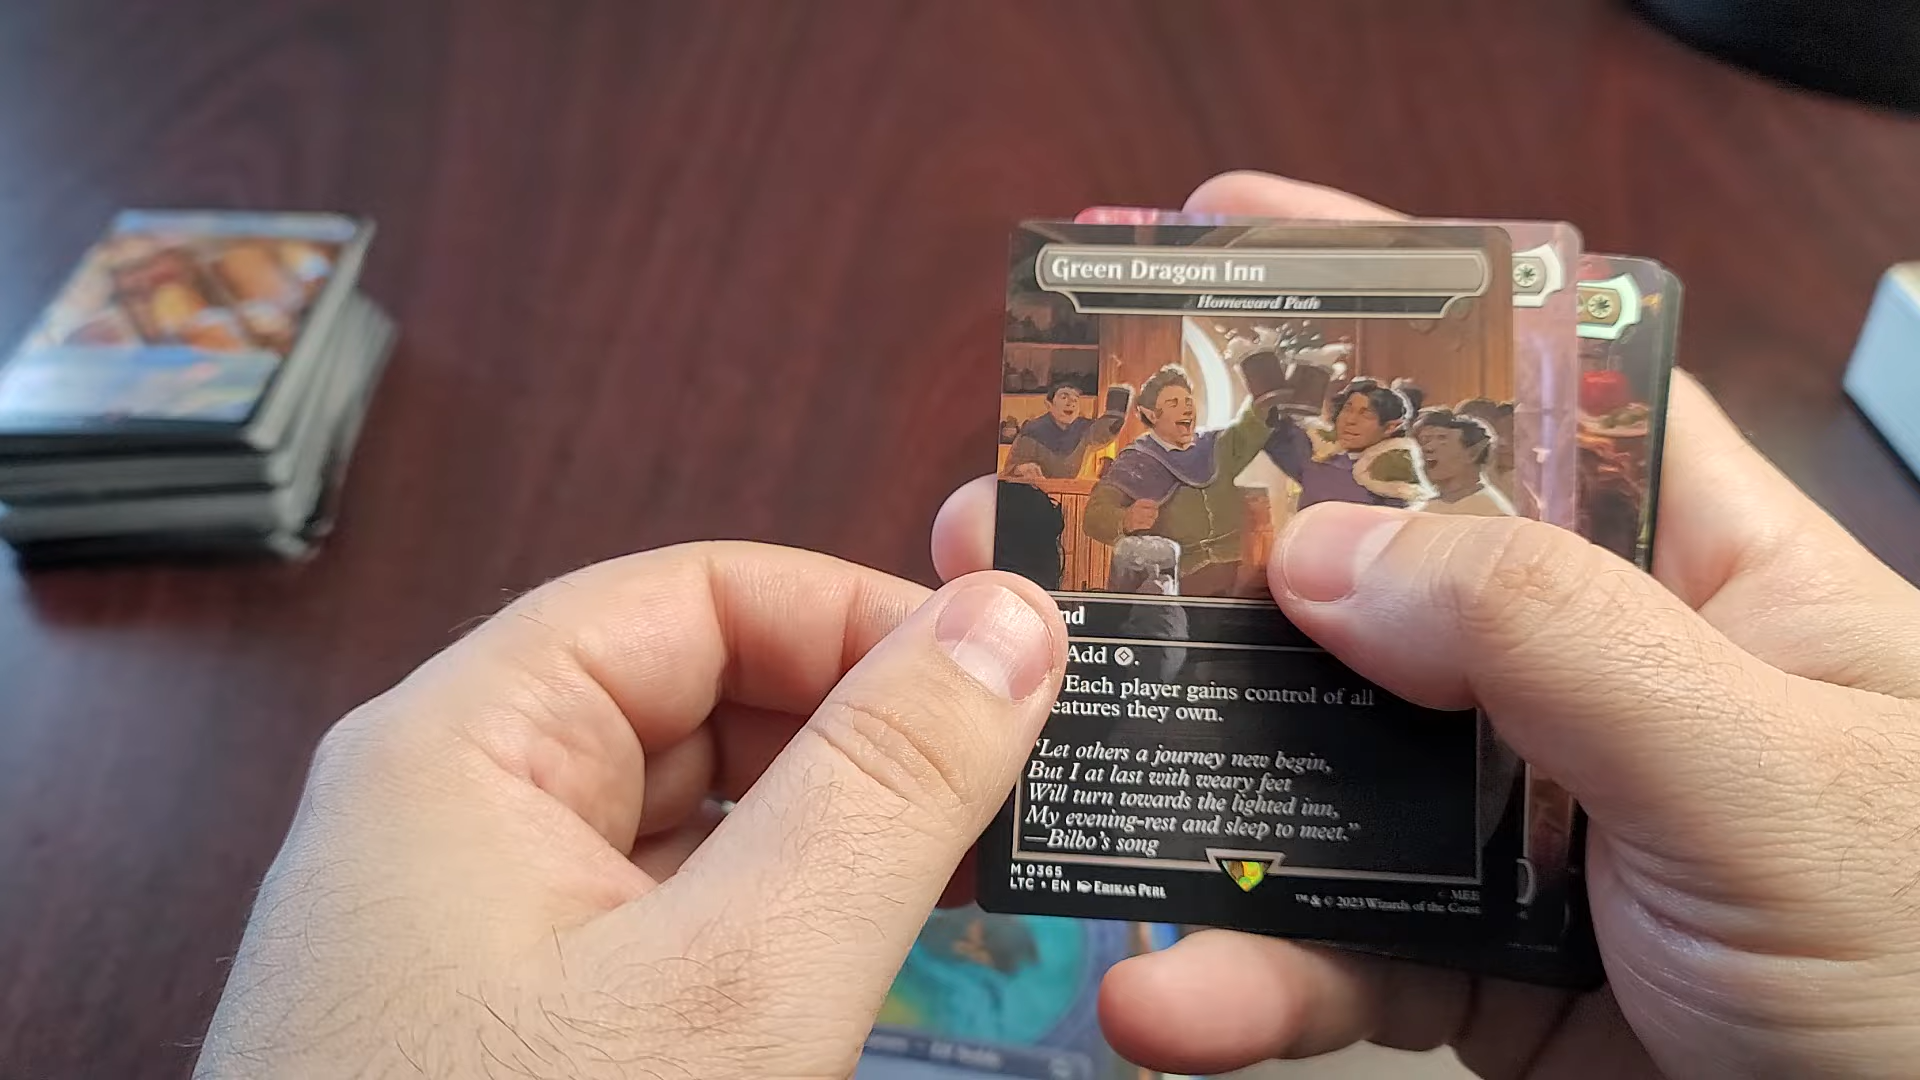 Green Dragon Inn
Homeward Path
nd
Add
Each player gains control of all
eatures they own.
"Let others a journey new begin,
But I at last with weary feet
Will turn towards the lighted inn,
My evening-rest and sleep to meet."
—Bilbo's song
M 0365
LTC • EN ERIKAS PERL
MEE
™ & © 2023 Wizards of the Coast